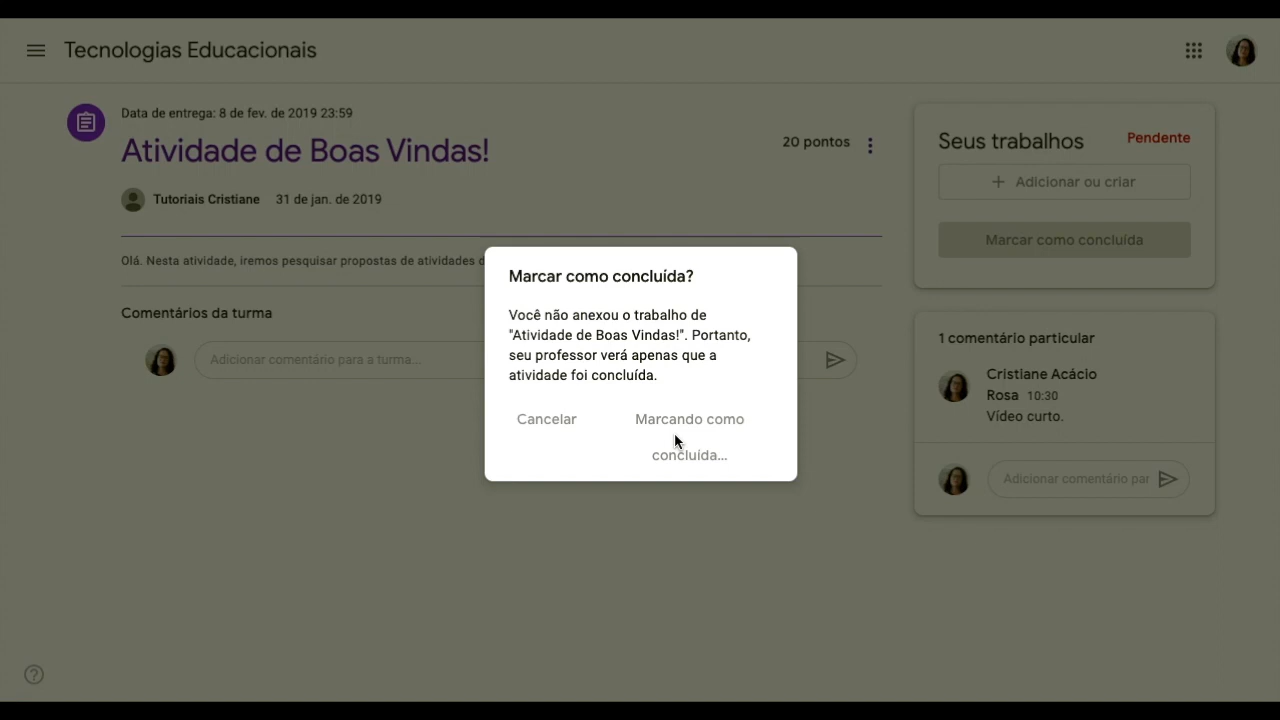 Tecnologias Educacionais
Data de entrega: 8 de fev. de 2019 23:59
Atividade de Boas Vindas!
20 pontos
Tutoriais Cristiane 31 de jan. de 2019
Olá. Nesta atividade, iremos pesquisar propostas de atividades
Comentários da turma
Adicionar comentário para a turma...
Marcar como concluída?
Você não anexou o trabalho de
"Atividade de Boas Vindas!". Portanto,
seu professor verá apenas que a
atividade foi concluída.
Cancelar
Marcando como
concluída...
Seus trabalhos
Pendente
+ Adicionar ou criar
Marcar como concluída
1 comentário particular
Cristiane Acácio
Rosa 10:30
Vídeo curto.
Adicionar comentário par